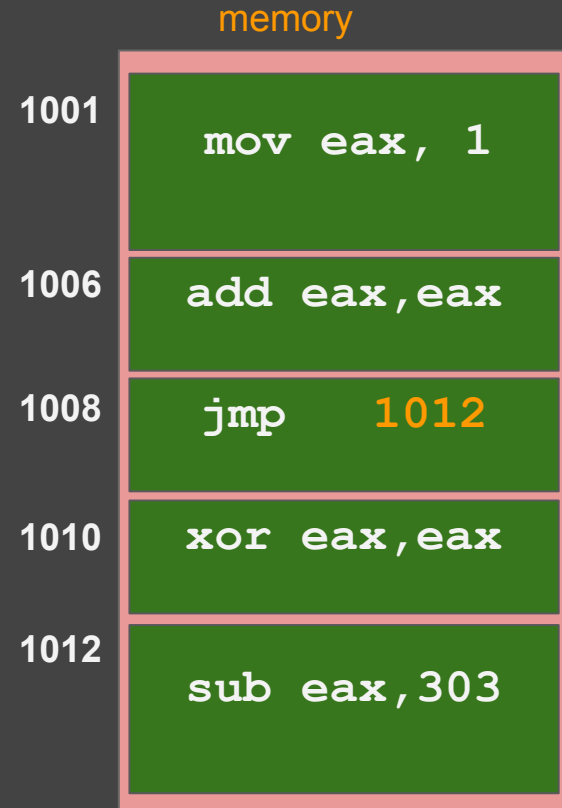 memory
1001
mov eax, 1
1006
add eax,eax
1008
jmp 1012
1010
xor eax,eax
1012
sub eax,303